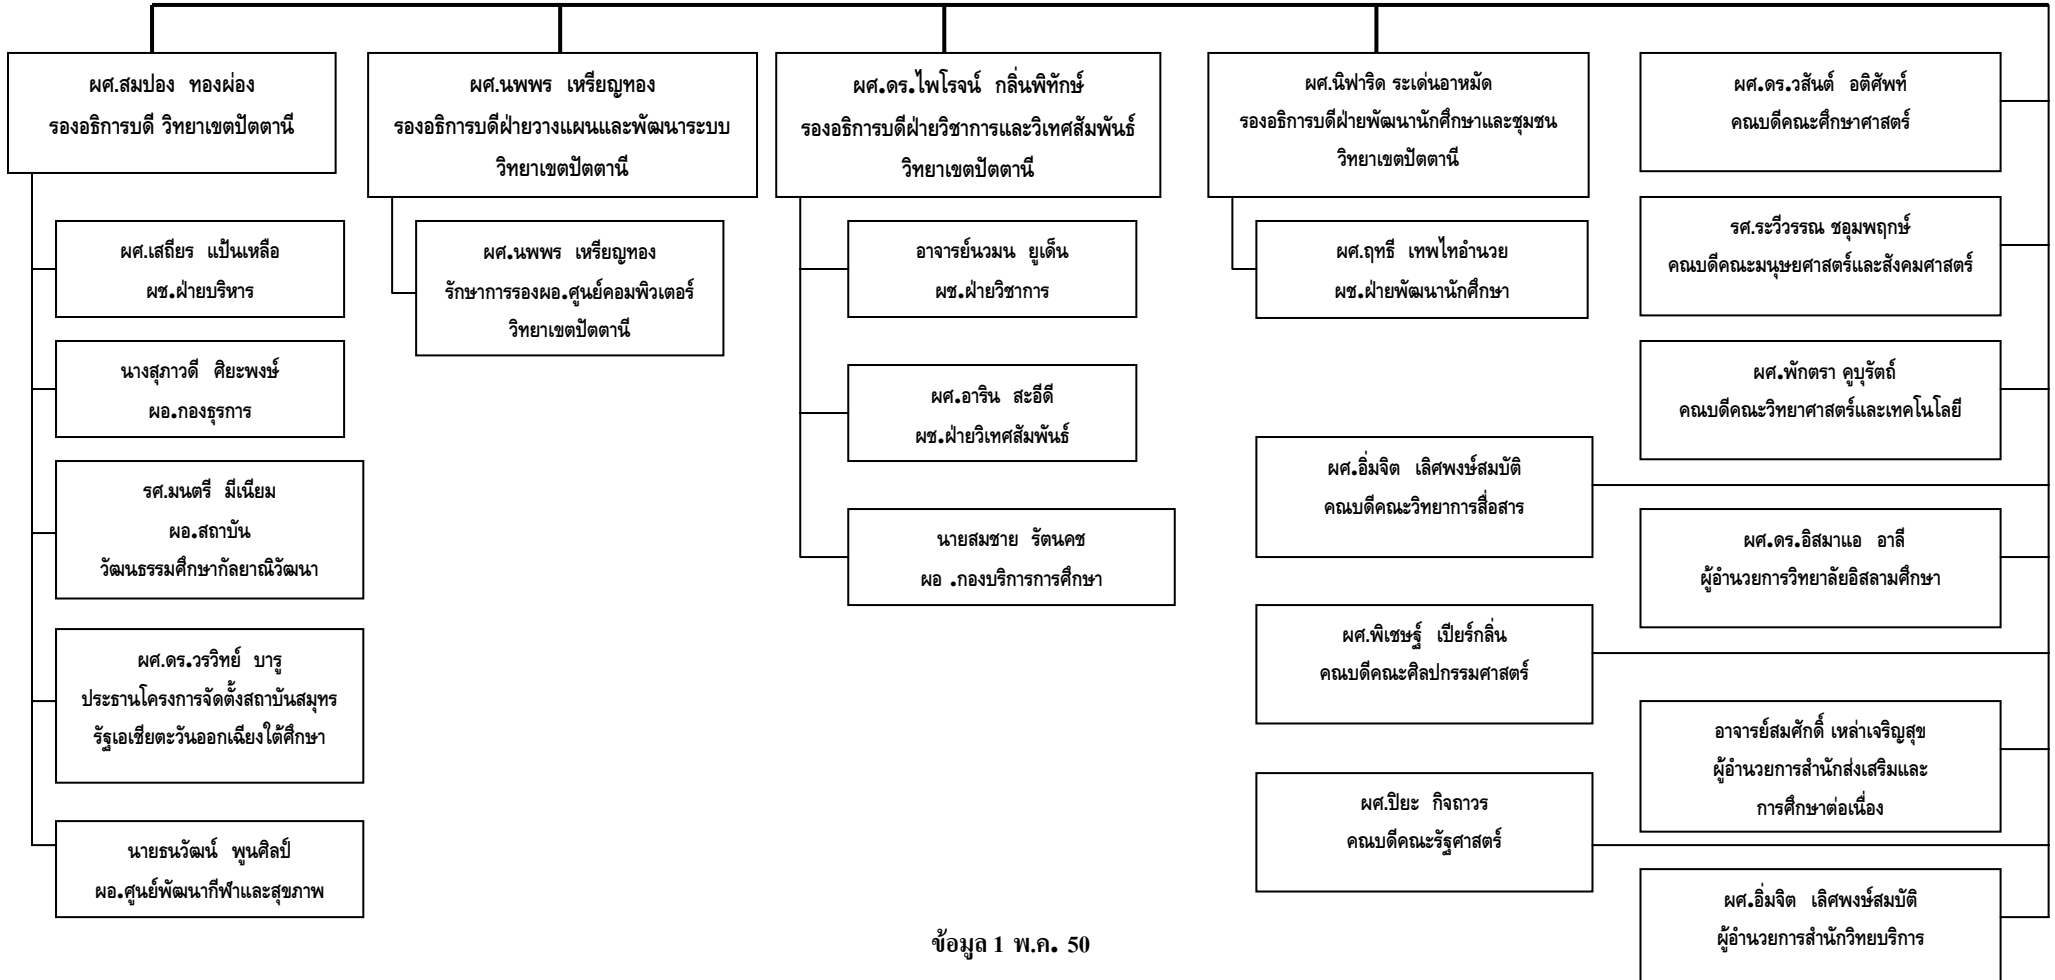 ผศ.สมปอง ทองผ่อง
รองอธิการบดี วิทยาเขตปัตตานี
ผศ.เสถียร แป้นเหลือ
ผช.ฝ่ายบริหาร
นางสุภาวดี ศิยะพงษ์
ผอ.กองธุรการ
รศ.มนตรี มีเนียม
ผอ.สถาบัน
วัฒนธรรมศึกษากัลยาณิวัฒนา
ผศ.ดร.วรวิทย์ บารู
ประธานโครงการจัดตั้งสถาบันสมุทร
รัฐเอเชียตะวันออกเฉียงใต้ศึกษา
นายธนวัฒน์ พูนศิลป์
ผอ.ศูนย์พัฒนากีฬาและสุขภาพ
ผศ.นพพร เหรียญทอง
รองอธิการบดีฝ่ายวางแผนและพัฒนาระบบ
วิทยาเขตปัตตานี
ผศ.นพพร เหรียญทอง
รักษาการรองผอ.ศูนย์คอมพิวเตอร์
วิทยาเขตปัตตานี
ผศ.ดร.ไพโรจน์ กลิ่นพิทักษ์
รองอธิการบดีฝ่ายวิชาการและวิเทศสัมพันธ์
วิทยาเขตปัตตานี
อาจารย์นวมน ยูเด็น
ผช.ฝ่ายวิชาการ
ผศ.อาริน สะอีดี
ผช.ฝ่ายวิเทศสัมพันธ์
นายสมชาย รัตนคช
ผอ .กองบริการการศึกษา
ผศ.นิฟาริด ระเด่นอาหมัด
รองอธิการบดีฝ่ายพัฒนานักศึกษาและชุมชน
วิทยาเขตปัตตานี
ผศ.ฤทธี เทพไทอำนวย
ผช.ฝ่ายพัฒนานักศึกษา
ผศ.อิ่มจิต เลิศพงษ์สมบัติ
คณบดีคณะวิทยาการสื่อสาร
ผศ.พิเชษฐ์ เปียร์กลิ่น
คณบดีคณะศิลปกรรมศาสตร์
ผศ.ปิยะ กิจถาวร
คณบดีคณะรัฐศาสตร์
ผศ.ดร.วสันต์ อติศัพท์
คณบดีคณะศึกษาศาสตร์
รศ.ระวีวรรณ ชอุมพฤกษ์
คณบดีคณะมนุษยศาสตร์และสังคมศาสตร์
ผศ.พักตรา คูบุรัตถ์
คณบดีคณะวิทยาศาสตร์และเทคโนโลยี
ผศ.ดร.อิสมาแอ อาลี
ผู้อำนวยการวิทยาลัยอิสลามศึกษา
อาจารย์สมศักดิ์ เหล่าเจริญสุข
ผู้อำนวยการสำนักส่งเสริมและ
การศึกษาต่อเนื่อง
ผศ.อิ่มจิต เลิศพงษ์สมบัติ
ผู้อำนวยการสำนักวิทยบริการ
ข้อมูล 1 พ.ค. 50